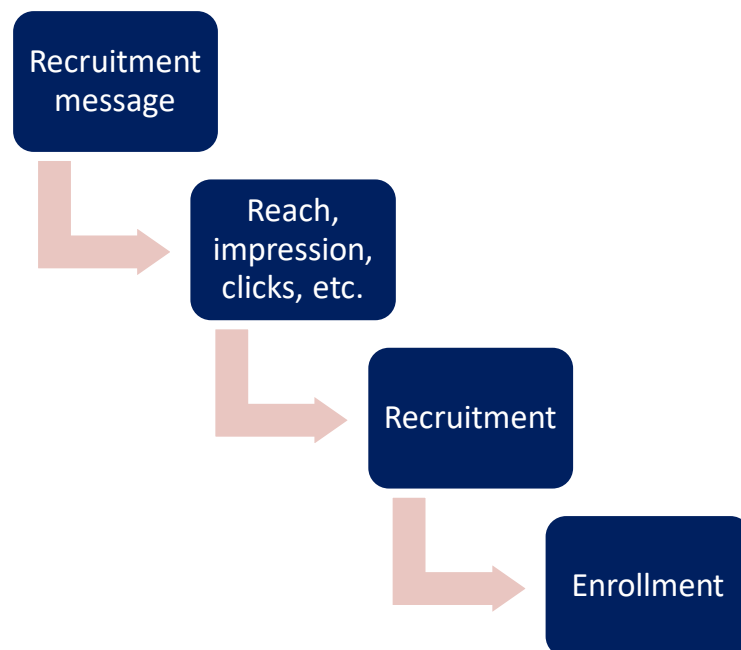 Recruitment
message
Reach,
impression,
clicks, etc.
Recruitment
Enrollment